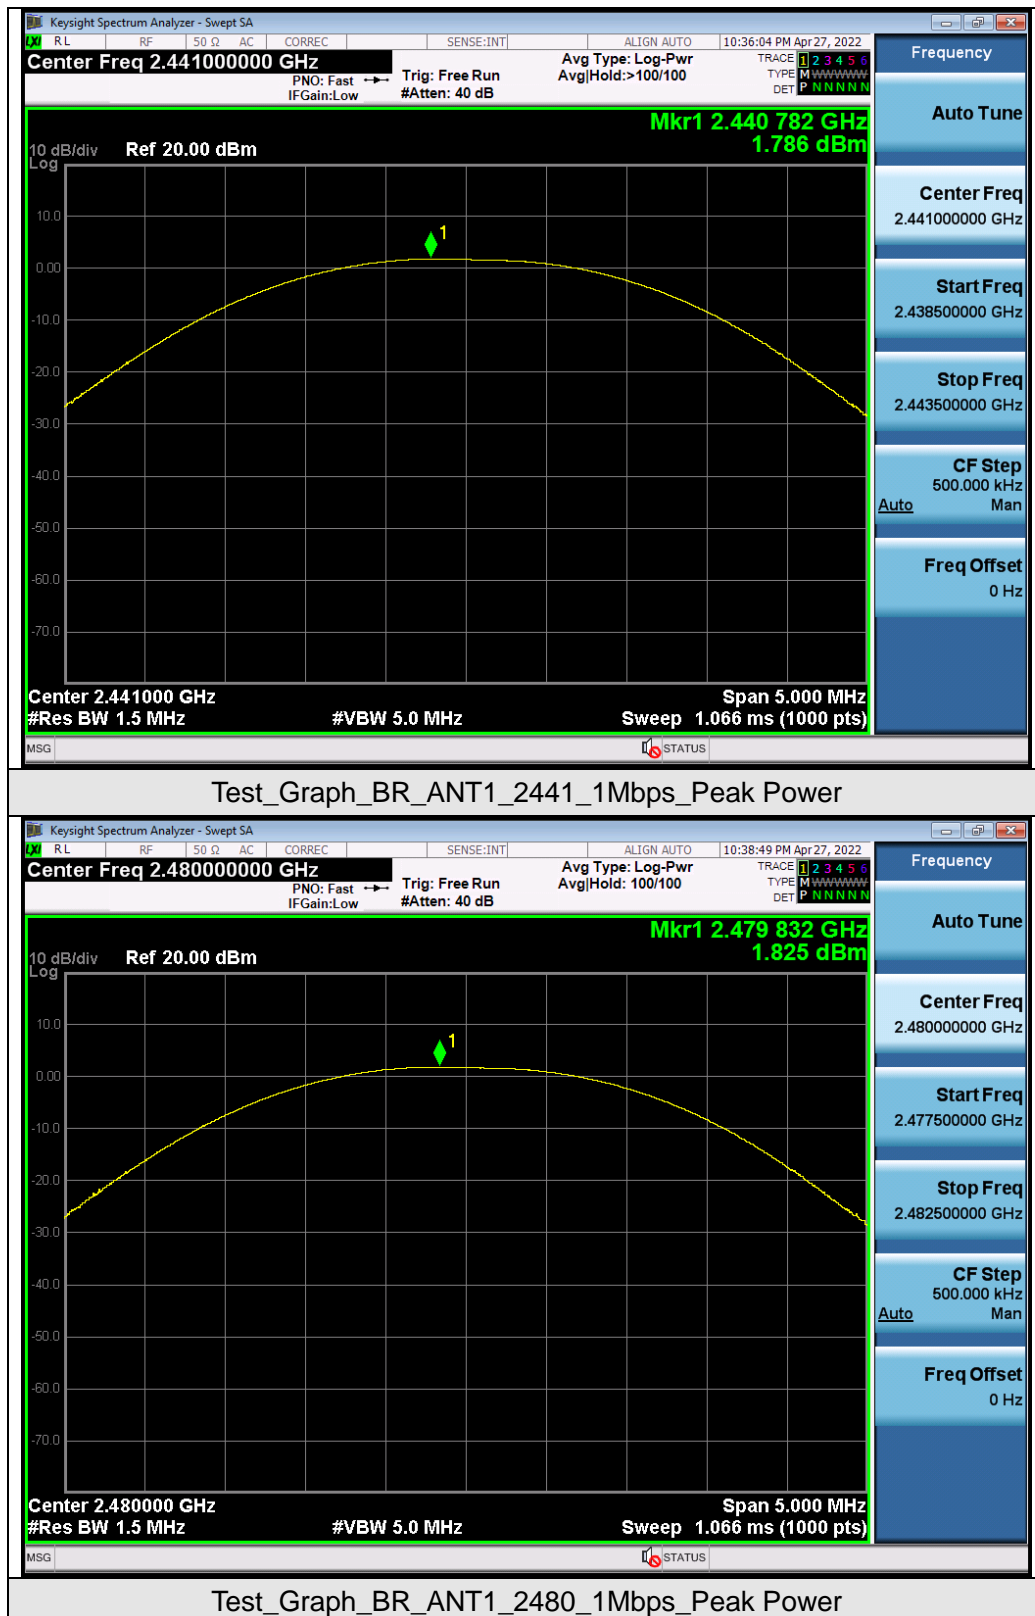 Keysight Spectrum Analyzer - Swept SA
LXI RL RF 50 Ω AC CORREC SENSE:INT ALIGN AUTO 10:36:04 PM Apr 27, 2022
Center Freq 2.441000000 GHz
PNO: Fast
IFGain:Low
Trig: Free Run
#Atten: 40 dB
Avg Type: Log-Pwr
Avg|Hold:>100/100
TRACE 1 2 3 4 5 6
TYPE M WWWWW
DET P N N N N N
Mkr1 2.440 782 GHz
1.786 dBm
10 dB/div Ref 20.00 dBm
Log
10.0
1
0.00
-10.0
-20.0
-30.0
-40.0
-50.0
-60.0
-70.0
Center 2.441000 GHz Span 5.000 MHz
#Res BW 1.5 MHz #VBW 5.0 MHz Sweep 1.066 ms (1000 pts)
MSG STATUS
Frequency
Auto Tune
Center Freq
2.441000000 GHz
Start Freq
2.438500000 GHz
Stop Freq
2.443500000 GHz
CF Step
500.000 kHz
Auto Man
Freq Offset
0 Hz
Test_Graph_BR_ANT1_2441_1Mbps_Peak Power
Keysight Spectrum Analyzer - Swept SA
LXI RL RF 50 Ω AC CORREC SENSE:INT ALIGN AUTO 10:38:49 PM Apr 27, 2022
Center Freq 2.480000000 GHz
PNO: Fast
IFGain:Low
Trig: Free Run
#Atten: 40 dB
Avg Type: Log-Pwr
Avg|Hold: 100/100
TRACE 1 2 3 4 5 6
TYPE M WWWWW
DET P N N N N N
Mkr1 2.479 832 GHz
1.825 dBm
10 dB/div Ref 20.00 dBm
Log
10.0
1
0.00
-10.0
-20.0
-30.0
-40.0
-50.0
-60.0
-70.0
Center 2.480000 GHz Span 5.000 MHz
#Res BW 1.5 MHz #VBW 5.0 MHz Sweep 1.066 ms (1000 pts)
MSG STATUS
Frequency
Auto Tune
Center Freq
2.480000000 GHz
Start Freq
2.477500000 GHz
Stop Freq
2.482500000 GHz
CF Step
500.000 kHz
Auto Man
Freq Offset
0 Hz
Test_Graph_BR_ANT1_2480_1Mbps_Peak Power